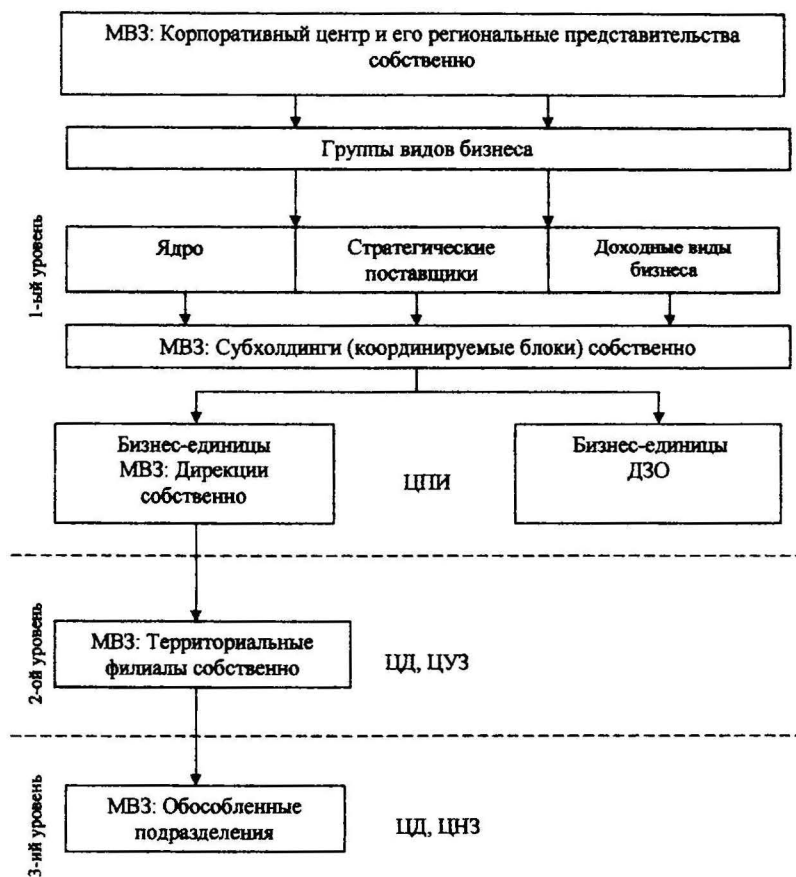 МВЗ: Корпоративный центр и его региональные представительства
собственно
Группы видов бизнеса
1-ый уровень
Ядро
Стратегические
поставщики
Доходные виды
бизнеса
МВЗ: Субхолдинги (координируемые блоки) собственно
Бизнес-единицы
МВЗ: Дирекции
собственно
ЦПИ
Бизнес-единицы
ДЗО
2-ой уровень
МВЗ: Территориальные
филиалы собственно
ЦД, ЦУЗ
3-ий уровень
МВЗ: Обособленные
подразделения
ЦД, ЦНЗ